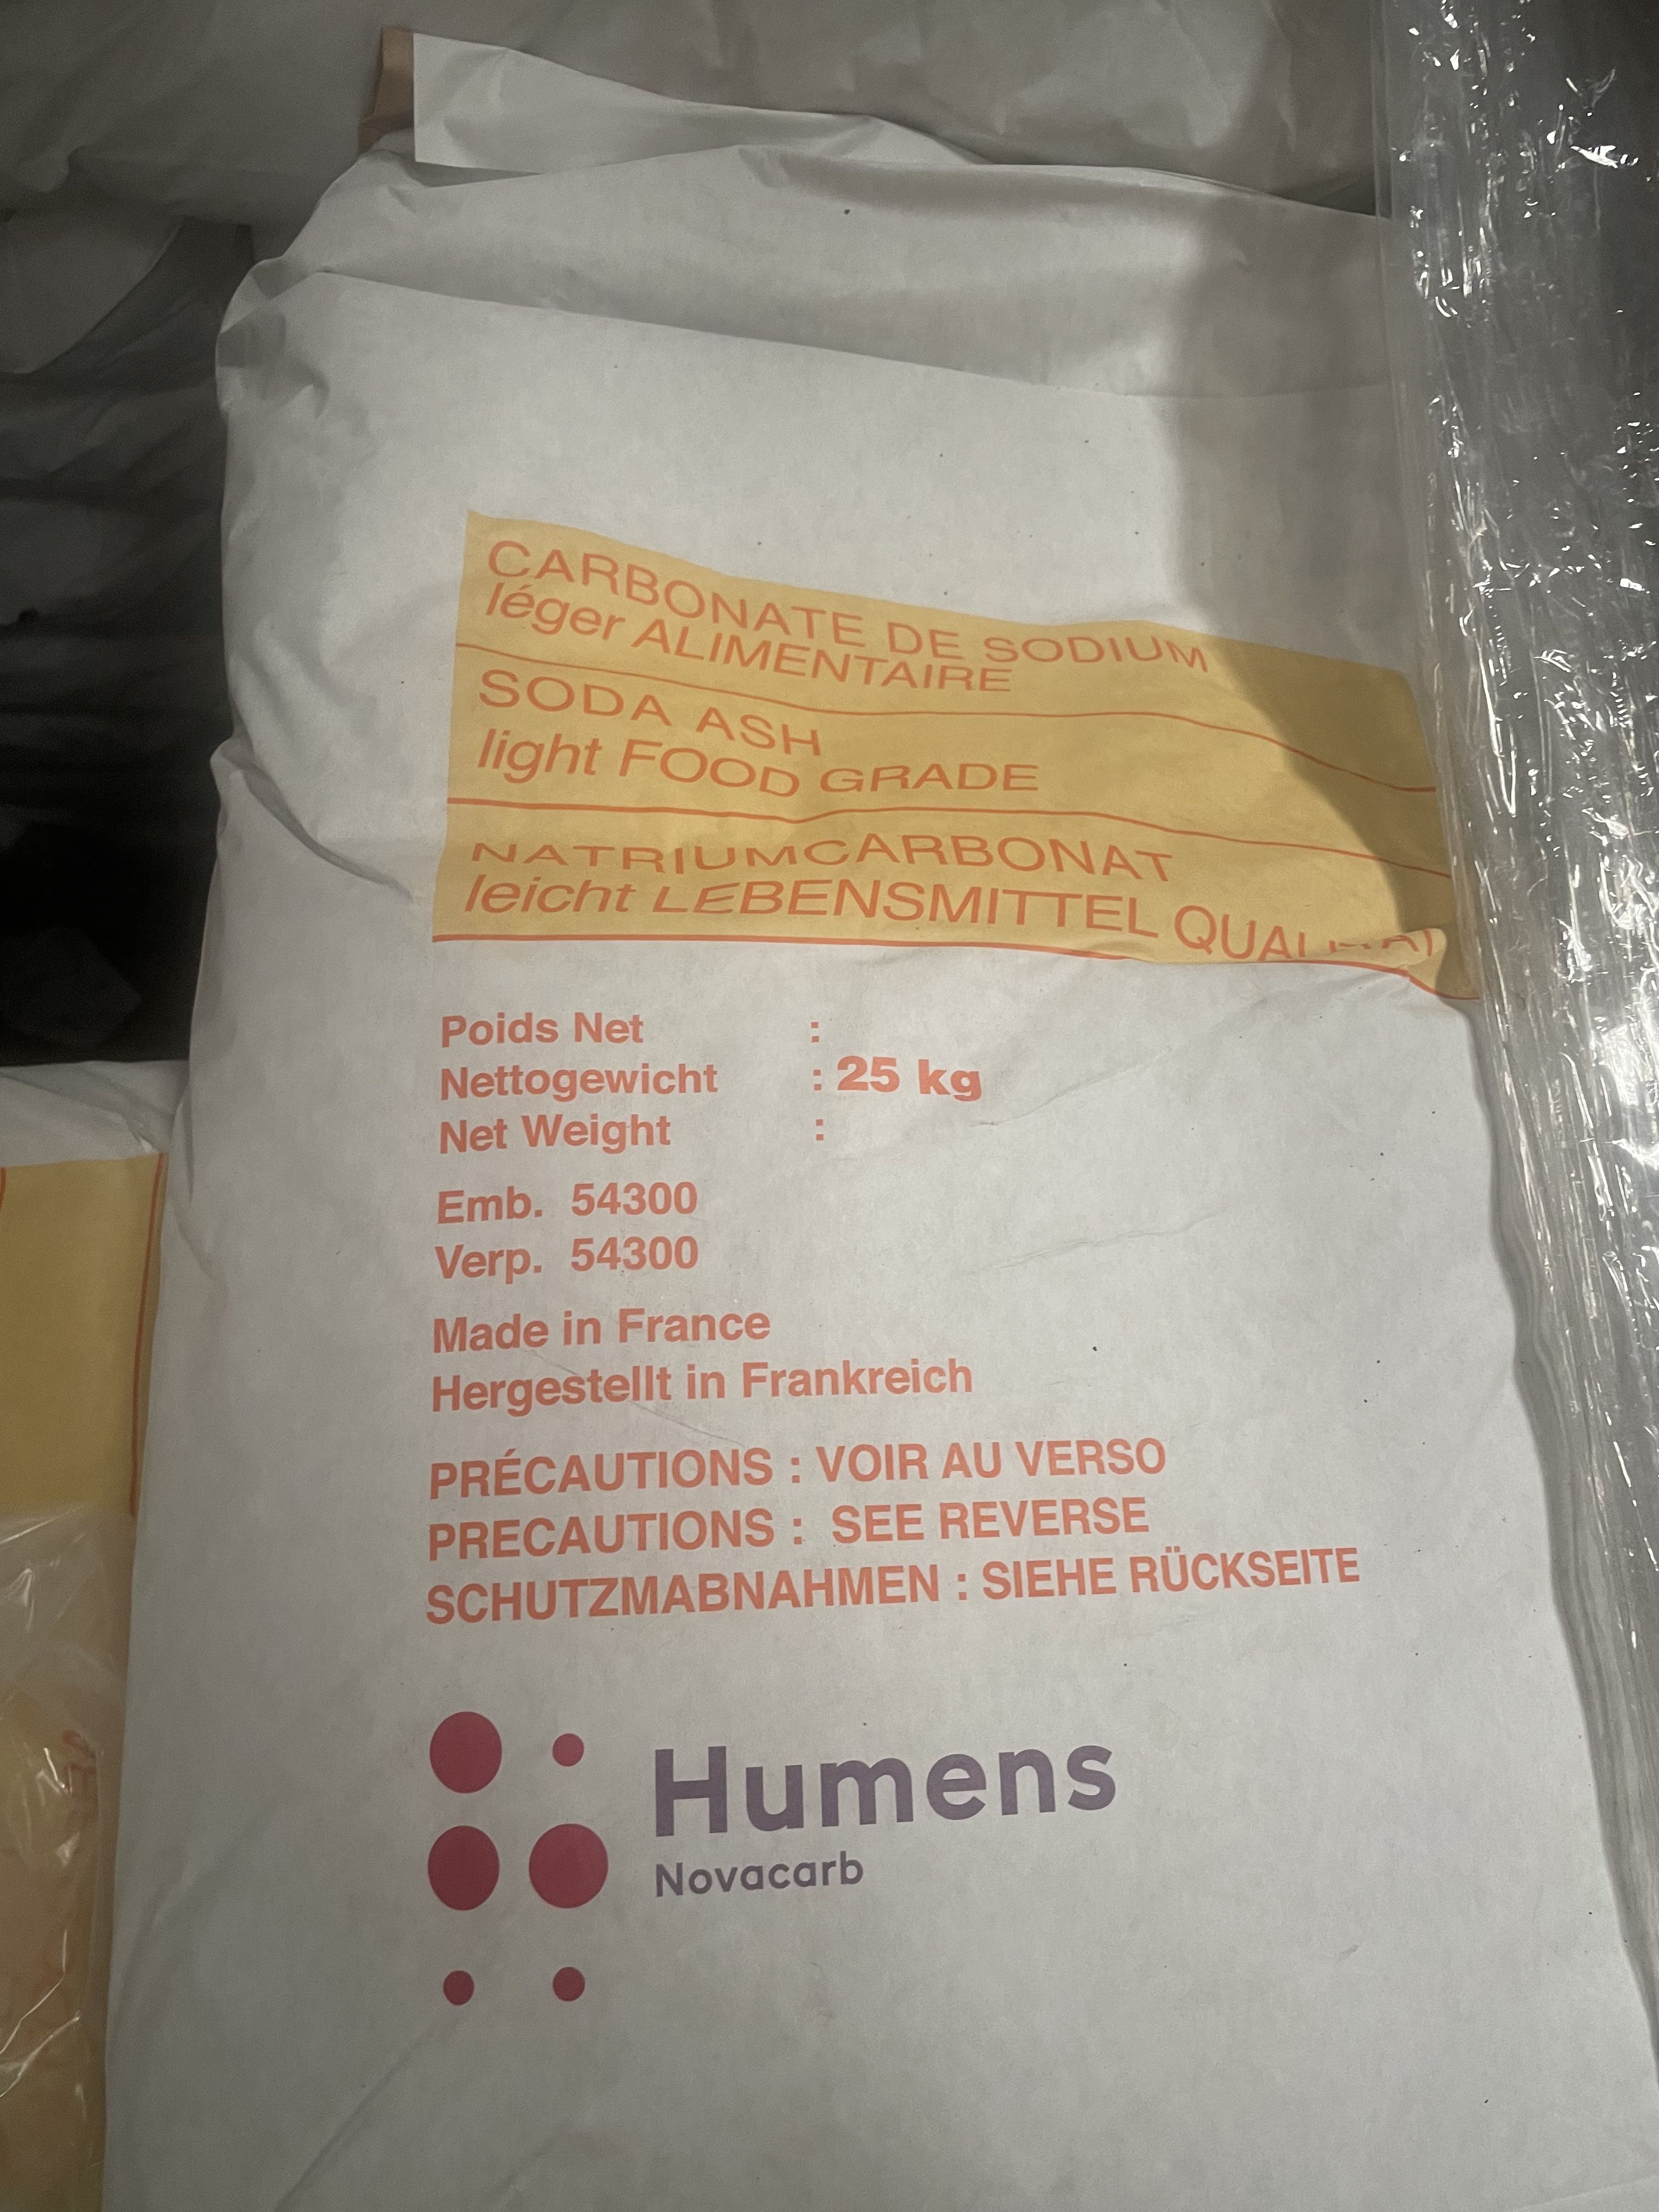 CARBONATE DE SODIUM
léger ALIMENTAIRE
SODA ASH
light FOOD GRADE
NATRIUMCARBONAT
leicht LEBENSMITTEL
Poids Net :
Nettogewicht : 25 kg
Net Weight :
Emb. 54300
Verp. 54300
Made in France
Hergestellt in Frankreich
PRÉCAUTIONS : VOIR AU VERSO
PRECAUTIONS : SEE REVERSE
SCHUTZMABNAHMEN : SIEHE RÜCKSEITE
Humens
Novacarb